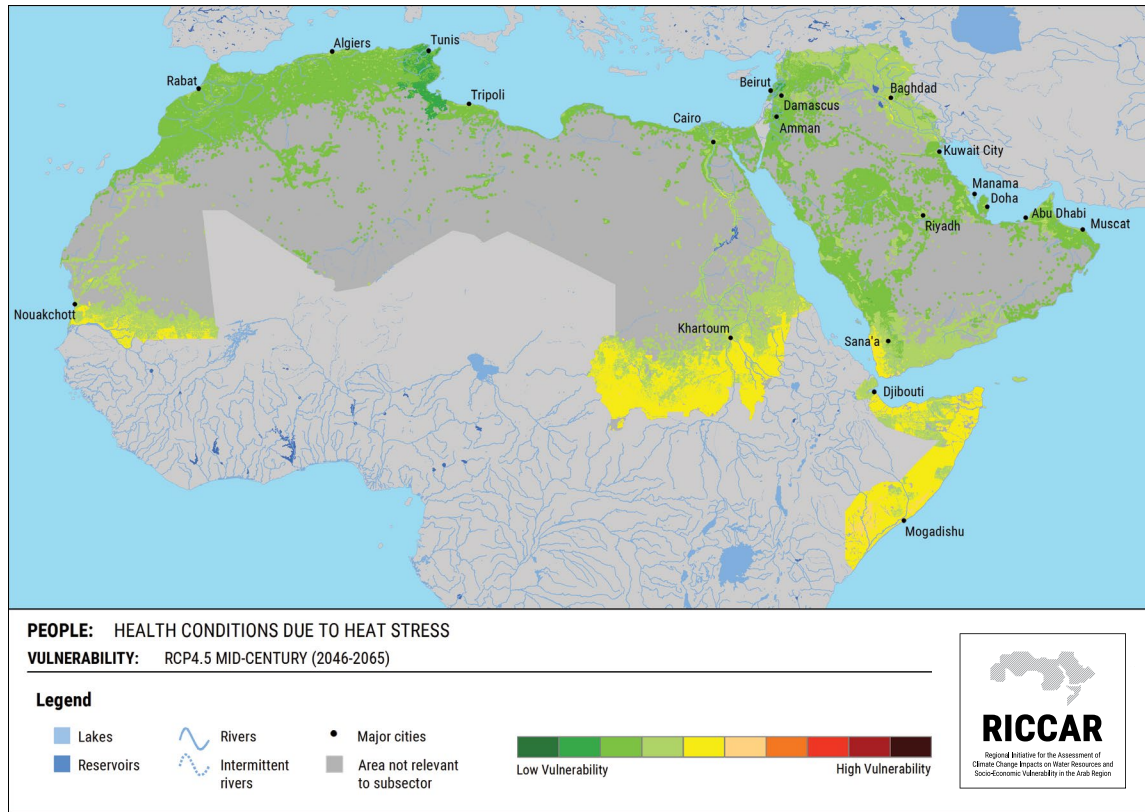 Algiers
Tunis
Rabat
Tripoli
Beirut
Baghdad
Damascus
Cairo
Amman
Kuwait City
Manama
Doha
Abu Dhabi
Riyadh
Muscat
Nouakchott
Khartoum
Sana'a
Djibouti
Mogadishu
PEOPLE: HEALTH CONDITIONS DUE TO HEAT STRESS
VULNERABILITY: RCP4.5 MID-CENTURY (2046-2065)
Legend
Lakes
Rivers
Major cities
Reservoirs
Intermittent
rivers
Area not relevant
to subsector
Low Vulnerability
High Vulnerability
RICCAR
Regional Initiative for the Assessment of
Climate Change Impacts on Water Resources and
Socio-Economic Vulnerability in the Arab Region